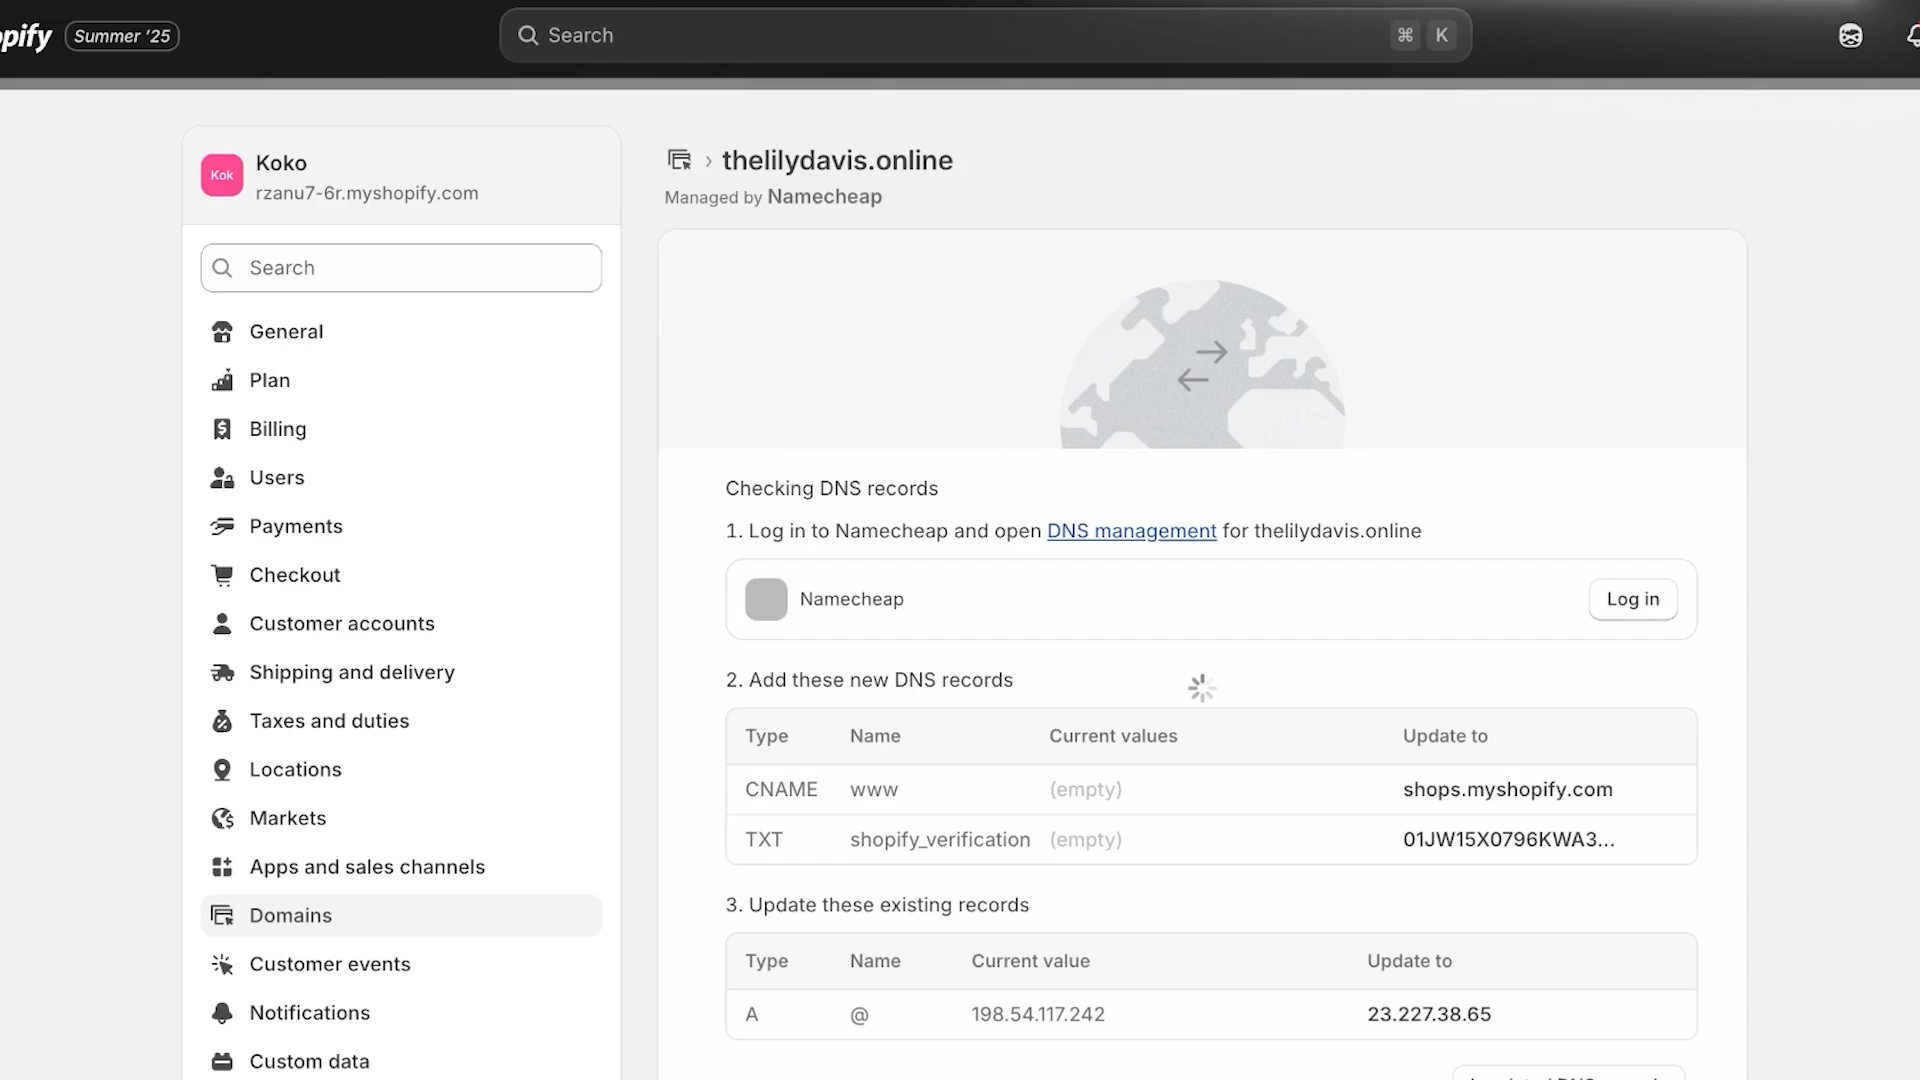 opify Summer '25 Search ⌘ K
Kok
Koko
rzanu7-6r.myshopify.com
Search
General
Plan
Billing
Users
Payments
Checkout
Customer accounts
Shipping and delivery
Taxes and duties
Locations
Markets
Apps and sales channels
Domains
Customer events
Notifications
Custom data
› thelilydavis.online
Managed by Namecheap
Checking DNS records
1. Log in to Namecheap and open DNS management for thelilydavis.online
Namecheap Log in
2. Add these new DNS records
Type Name Current values Update to
CNAME www (empty) shops.myshopify.com
TXT shopify_verification (empty) 01JW15X0796KWA3...
3. Update these existing records
Type Name Current value Update to
A @ 198.54.117.242 23.227.38.65